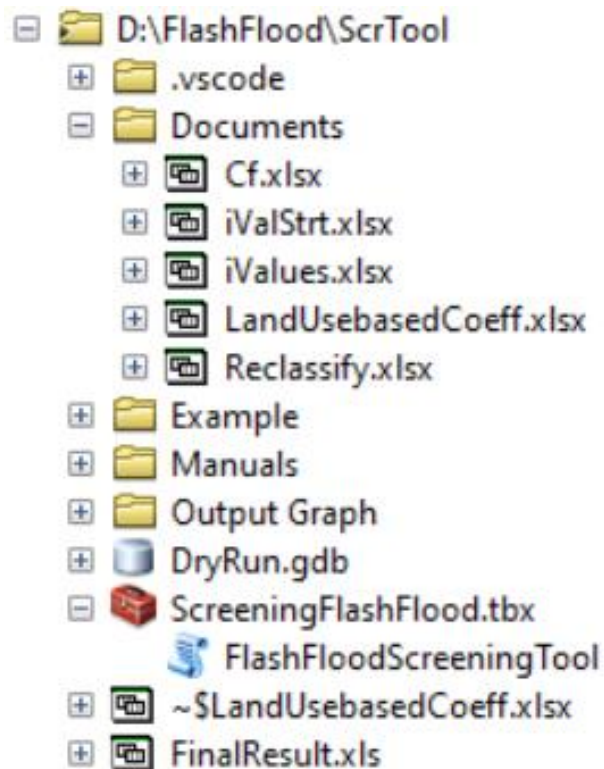 D:\FlashFlood\ScrTool
.vscode
Documents
Cf.xlsx
iValStrt.xlsx
iValues.xlsx
LandUsebasedCoeff.xlsx
Reclassify.xlsx
Example
Manuals
Output Graph
DryRun.gdb
ScreeningFlashFlood.tbx
FlashFloodScreeningTool
~$LandUsebasedCoeff.xlsx
FinalResult.xls